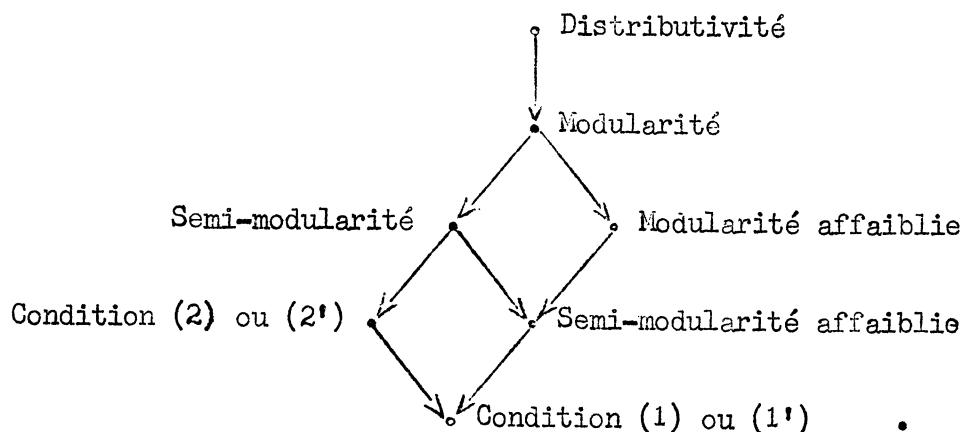 Distributivité
Modularité
Semi-modularité
Modularité affaiblie
Condition (2) ou (2')
Semi-modularité affaiblie
Condition (1) ou (1') .